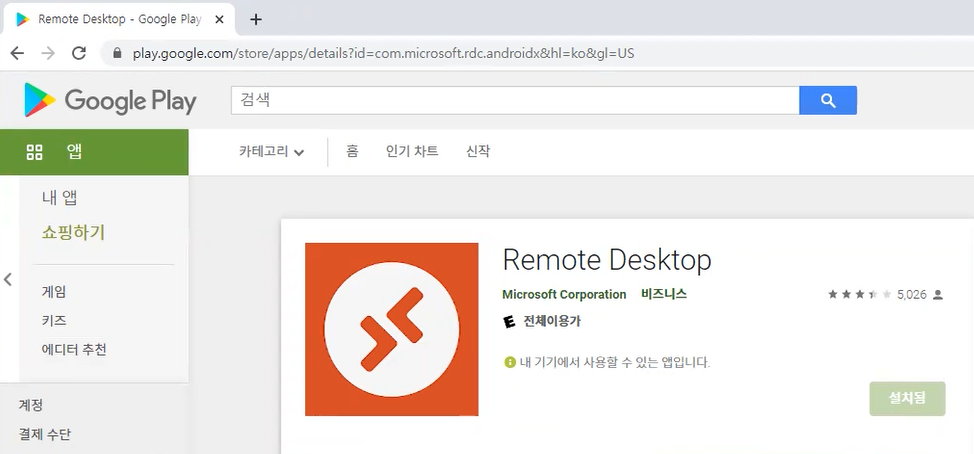 Remote Desktop - Google Play
play.google.com/store/apps/details?id=com.microsoft.rdc.androidx&hl=ko&gl=US
Google Play
검색
앱
카테고리 홈 인기 차트 신작
내 앱
쇼핑하기
게임
키즈
에디터 추천
계정
결제 수단
Remote Desktop
Microsoft Corporation 비즈니스 5,026
E 전체이용가
내 기기에서 사용할 수 있는 앱입니다.
설치됨